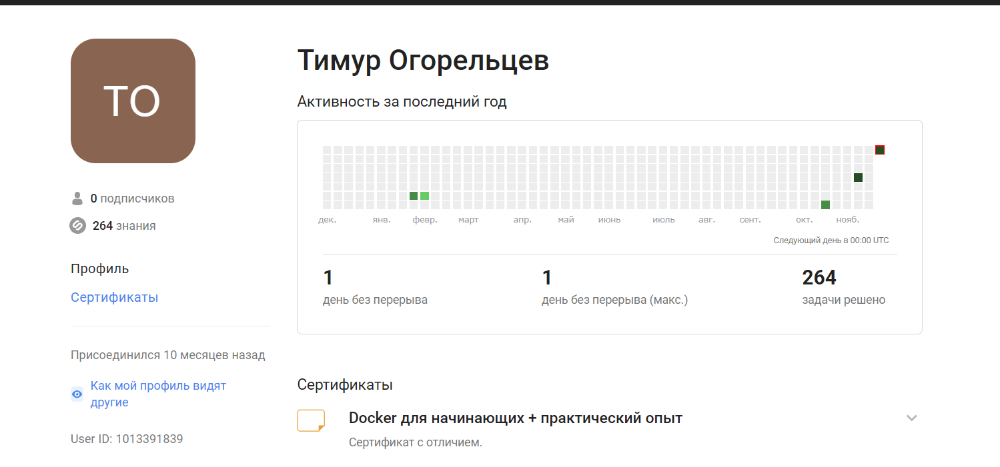 ТО
0 подписчиков
264 знания
Профиль
Сертификаты
Присоединился 10 месяцев назад
Как мой профиль видят
другие
User ID: 1013391839
Тимур Огорельцев
Активность за последний год
дек. янв. февр. март апр. май июнь июль авг. сент. окт. нояб.
Следующий день в 00:00 UTC
1 1 264
день без перерыва день без перерыва (макс.) задачи решено
Сертификаты
Docker для начинающих + практический опыт
Сертификат с отличием.